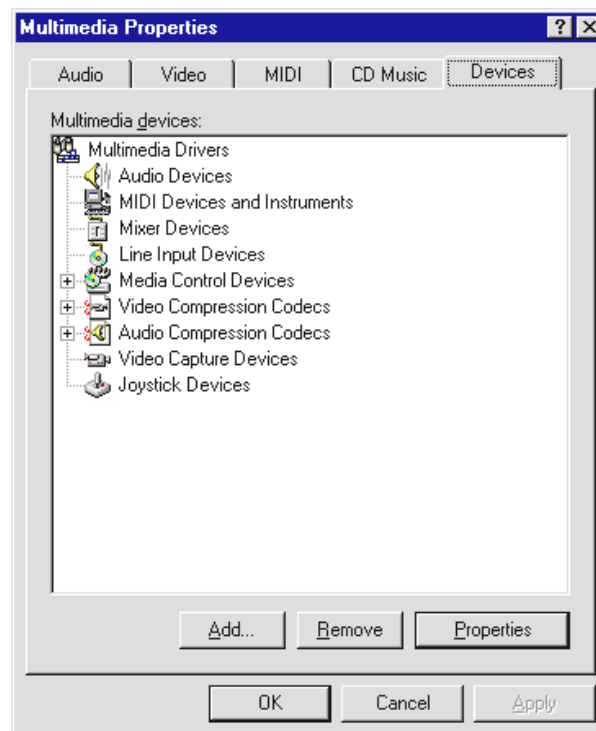 Multimedia Properties
Audio Video MIDI CD Music Devices
Multimedia devices:
Multimedia Drivers
Audio Devices
MIDI Devices and Instruments
Mixer Devices
Line Input Devices
Media Control Devices
Video Compression Codecs
Audio Compression Codecs
Video Capture Devices
Joystick Devices
Add... Remove Properties
OK Cancel Apply